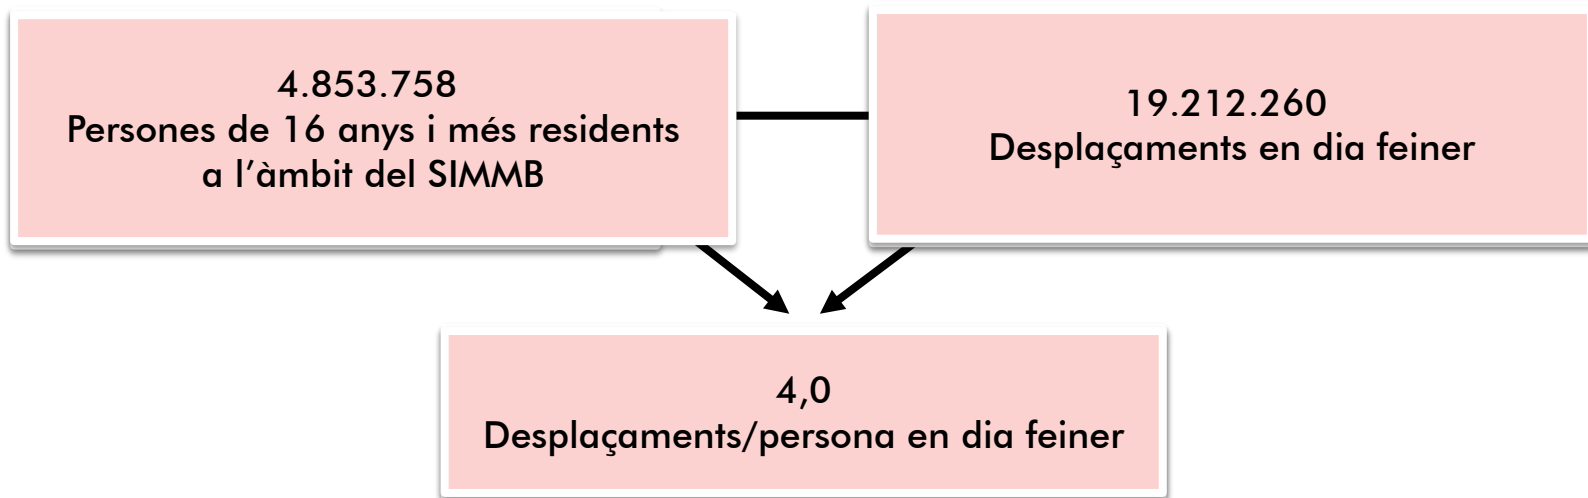 4.853.758
Persones de 16 anys i més residents
a l'àmbit del SIMMB
19.212.260
Desplaçaments en dia feiner
4,0
Desplaçaments/persona en dia feiner